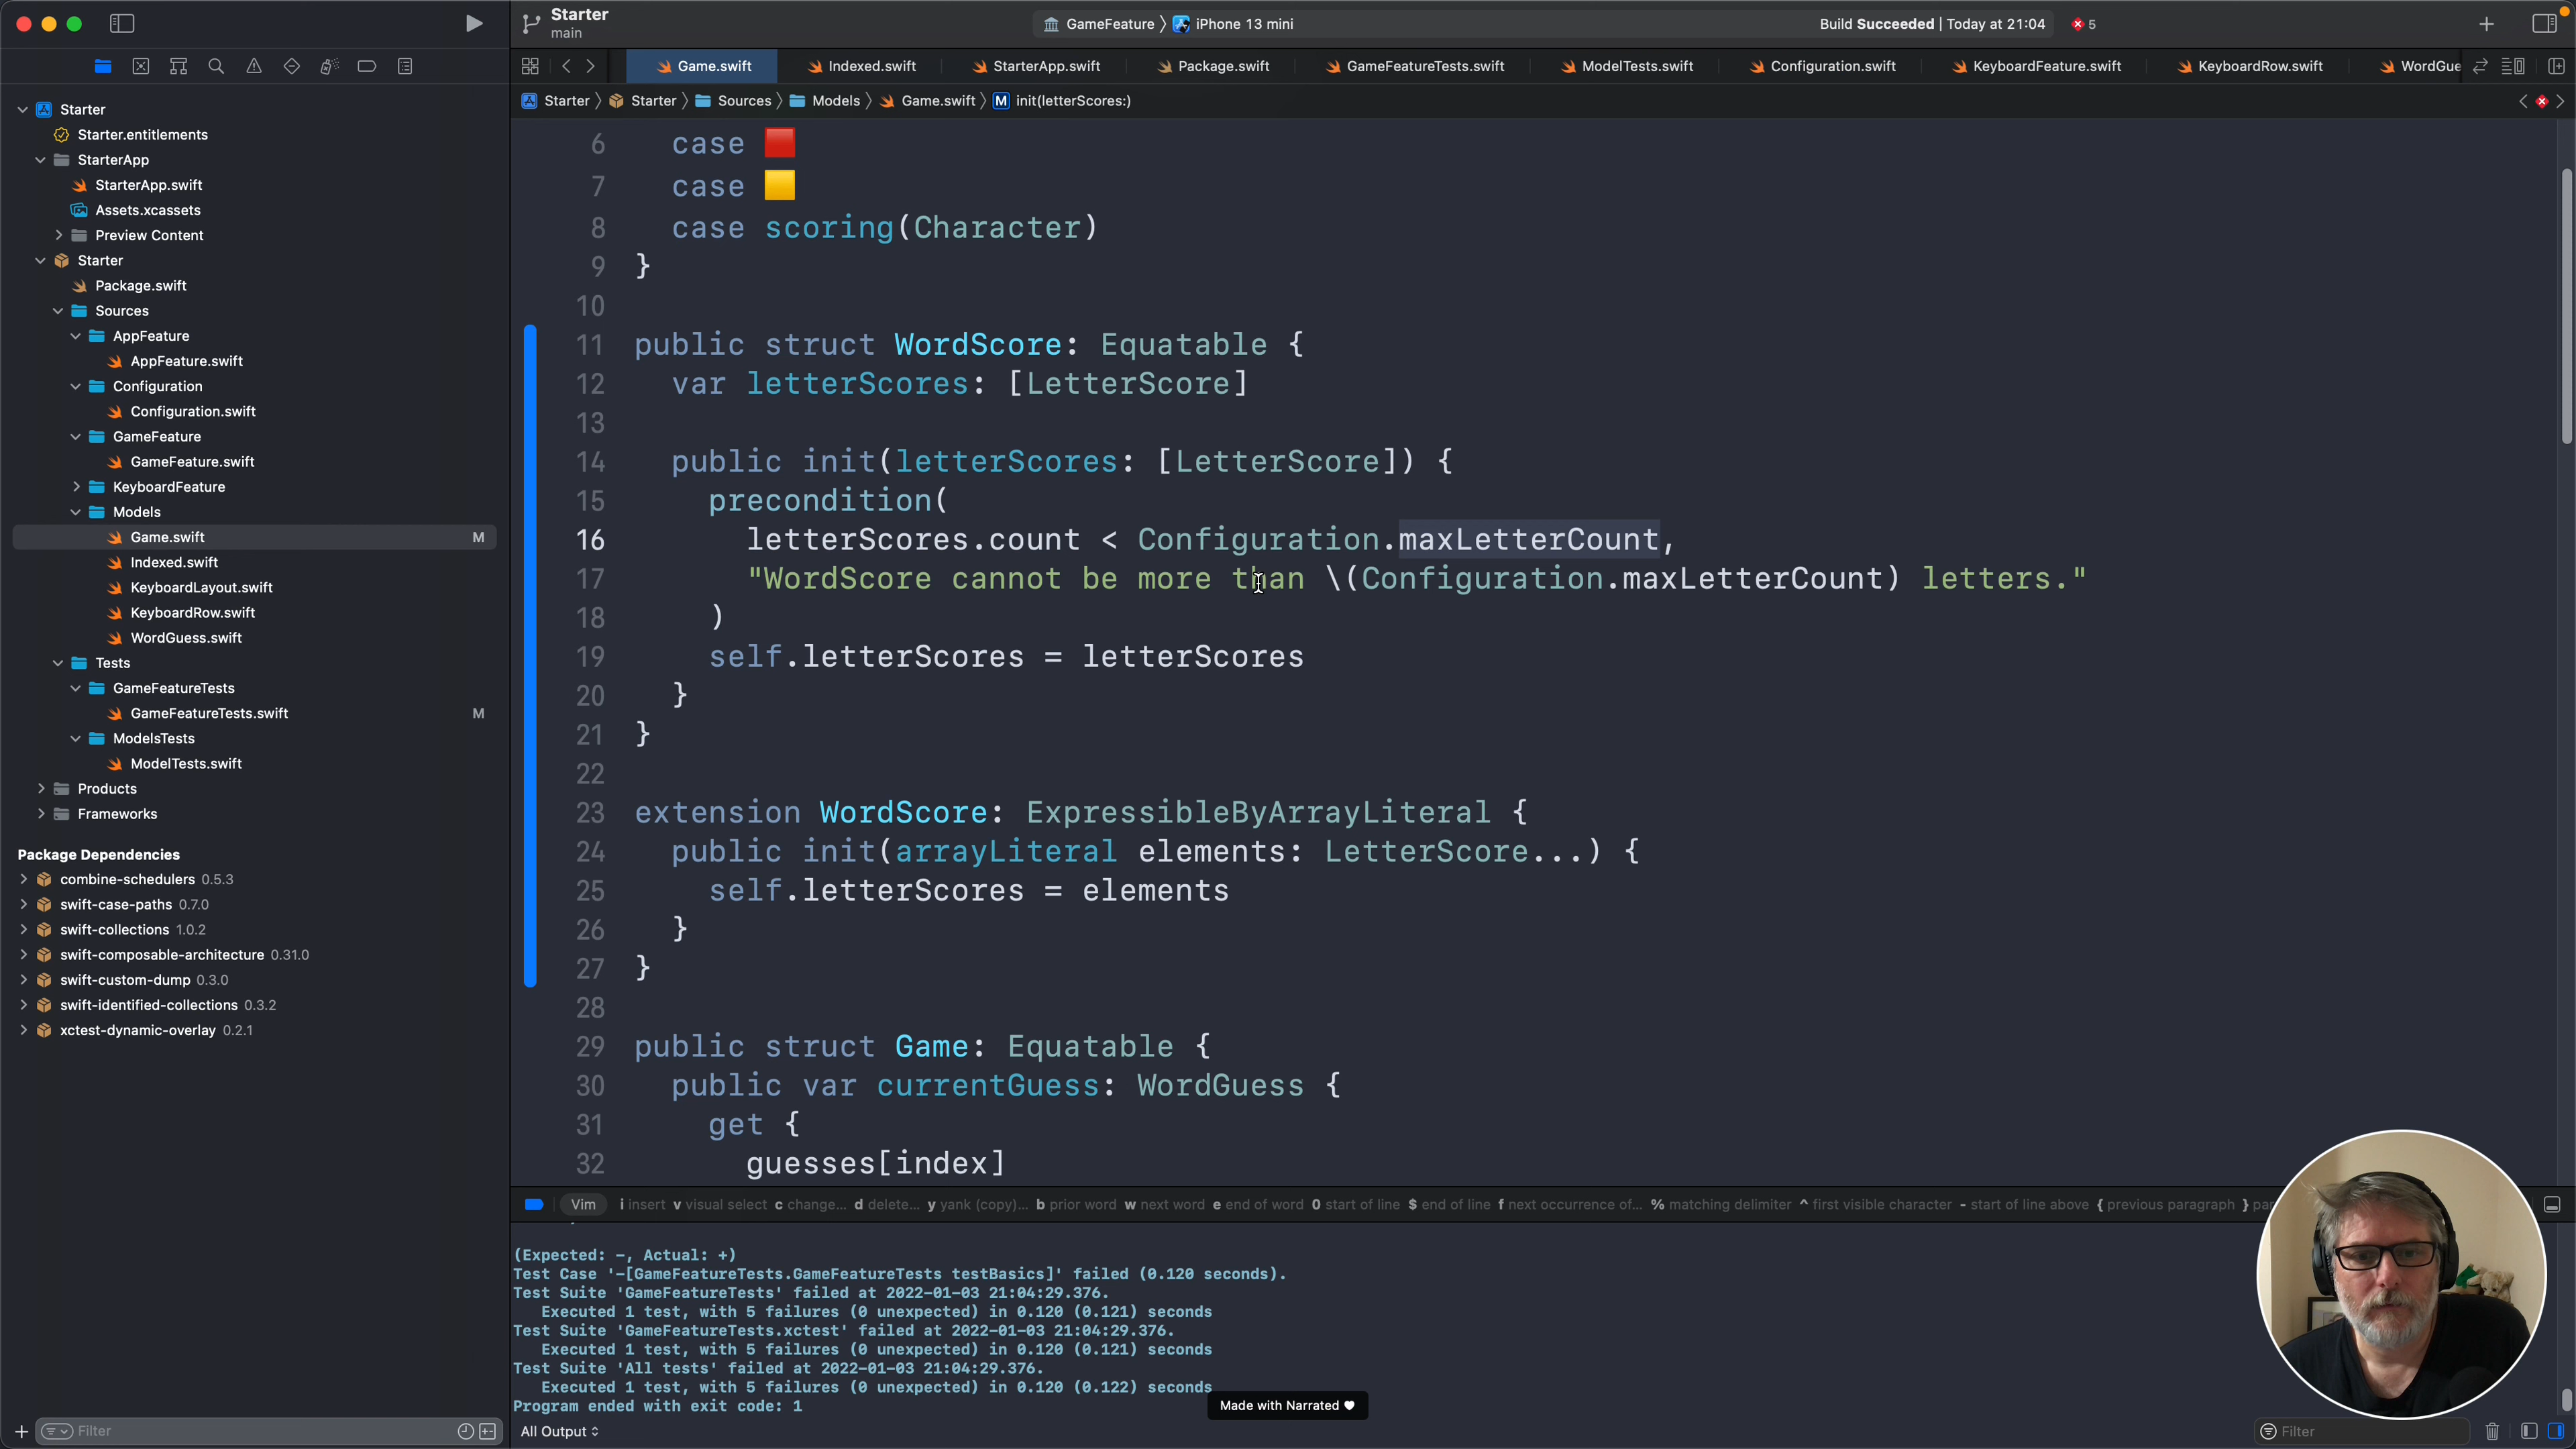 Starter
main
GameFeature
iPhone 13 mini
Build Succeeded | Today at 21:04
5
Game.swift
Indexed.swift
StarterApp.swift
Package.swift
GameFeatureTests.swift
ModelTests.swift
Configuration.swift
KeyboardFeature.swift
KeyboardRow.swift
WordGue
Starter
Starter
Sources
Models
Game.swift
M init(letterScores:)
Starter
Starter.entitlements
StarterApp
StarterApp.swift
Assets.xcassets
Preview Content
Starter
Package.swift
Sources
AppFeature
AppFeature.swift
Configuration
Configuration.swift
GameFeature
GameFeature.swift
KeyboardFeature
Models
Game.swift M
Indexed.swift
KeyboardLayout.swift
KeyboardRow.swift
WordGuess.swift
Tests
GameFeatureTests
GameFeatureTests.swift M
ModelsTests
ModelTests.swift
Products
Frameworks
Package Dependencies
combine-schedulers 0.5.3
swift-case-paths 0.7.0
swift-collections 1.0.2
swift-composable-architecture 0.31.0
swift-custom-dump 0.3.0
swift-identified-collections 0.3.2
xctest-dynamic-overlay 0.2.1
Filter
6 case 🟥
7 case 🟨
8 case scoring(Character)
9 }
10
11 public struct WordScore: Equatable {
12 var letterScores: [LetterScore]
13
14 public init(letterScores: [LetterScore]) {
15 precondition(
16 letterScores.count < Configuration.maxLetterCount,
17 "WordScore cannot be more than \(Configuration.maxLetterCount) letters."
18 )
19 self.letterScores = letterScores
20 }
21 }
22
23 extension WordScore: ExpressibleByArrayLiteral {
24 public init(arrayLiteral elements: LetterScore...) {
25 self.letterScores = elements
26 }
27 }
28
29 public struct Game: Equatable {
30 public var currentGuess: WordGuess {
31 get {
32 guesses[index]
Vim i insert v visual select c change... d delete... y yank (copy)... b prior word w next word e end of word 0 start of line $ end of line f next occurrence of... % matching delimiter ^ first visible character - start of line above { previous paragraph } par
(Expected: −, Actual: +)
Test Case '-[GameFeatureTests.GameFeatureTests testBasics]' failed (0.120 seconds).
Test Suite 'GameFeatureTests' failed at 2022-01-03 21:04:29.376.
Executed 1 test, with 5 failures (0 unexpected) in 0.120 (0.121) seconds
Test Suite 'GameFeatureTests.xctest' failed at 2022-01-03 21:04:29.376.
Executed 1 test, with 5 failures (0 unexpected) in 0.120 (0.121) seconds
Test Suite 'All tests' failed at 2022-01-03 21:04:29.376.
Executed 1 test, with 5 failures (0 unexpected) in 0.120 (0.122) seconds
Program ended with exit code: 1
Made with Narrated ♥
All Output
Filter